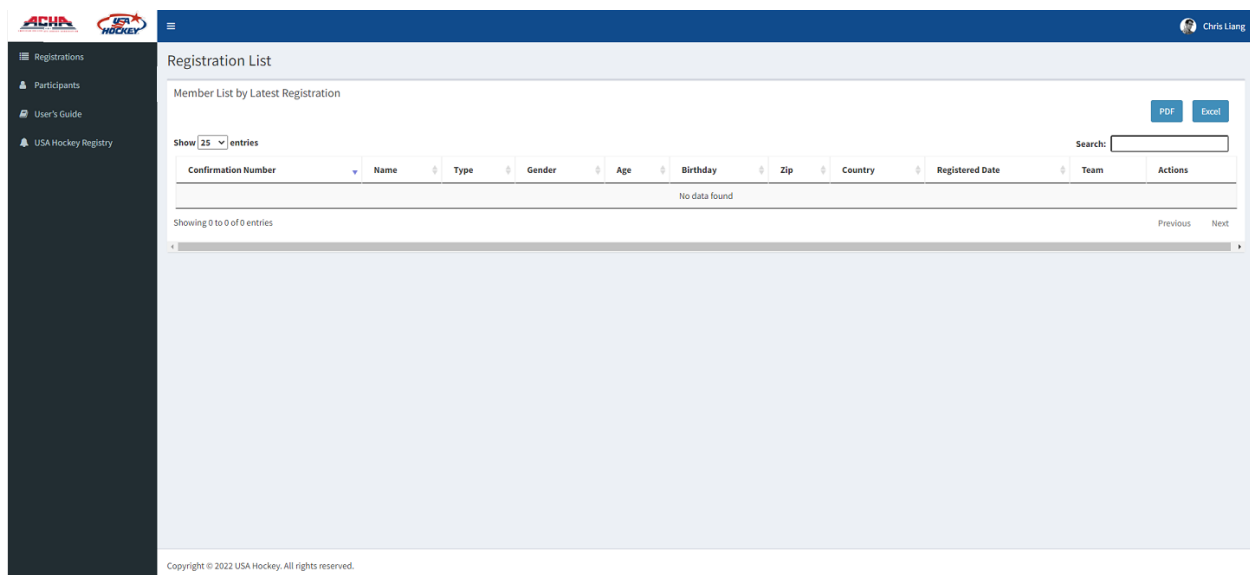 ACHA USA HOCKEY
Chris Liang
Registrations
Participants
User's Guide
USA Hockey Registry
Registration List
Member List by Latest Registration
PDF Excel
Show 25 entries Search:
Confirmation Number Name Type Gender Age Birthday Zip Country Registered Date Team Actions
No data found
Showing 0 to 0 of 0 entries Previous Next
Copyright © 2022 USA Hockey. All rights reserved.